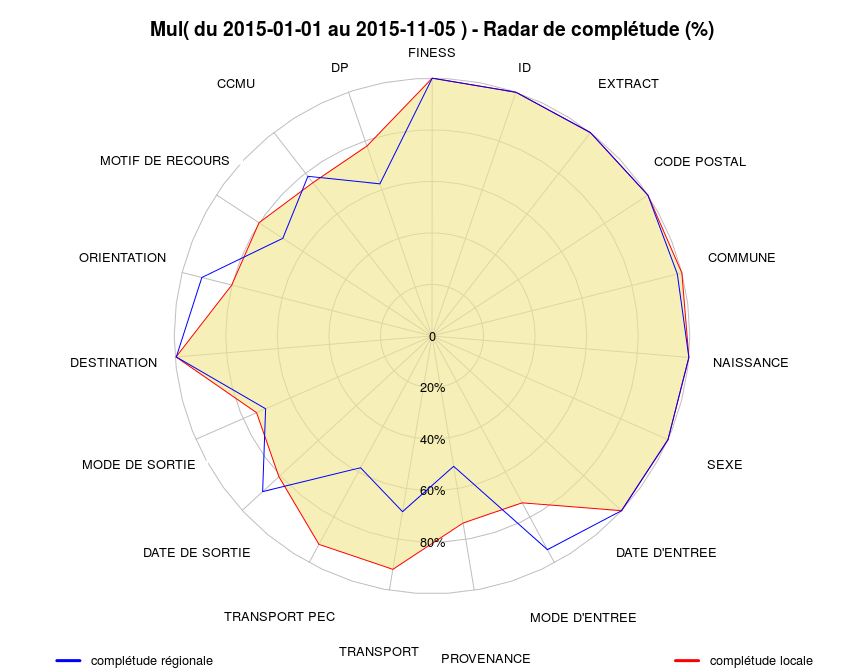 Mul( du 2015-01-01 au 2015-11-05 ) - Radar de complétude (%)
FINESS
DP
ID
CCMU
EXTRACT
MOTIF DE RECOURS
CODE POSTAL
ORIENTATION
COMMUNE
0
DESTINATION
NAISSANCE
20%
40%
MODE DE SORTIE
SEXE
60%
80%
DATE DE SORTIE
DATE D'ENTREE
TRANSPORT PEC
MODE D'ENTREE
TRANSPORT
PROVENANCE
complétude régionale
complétude locale